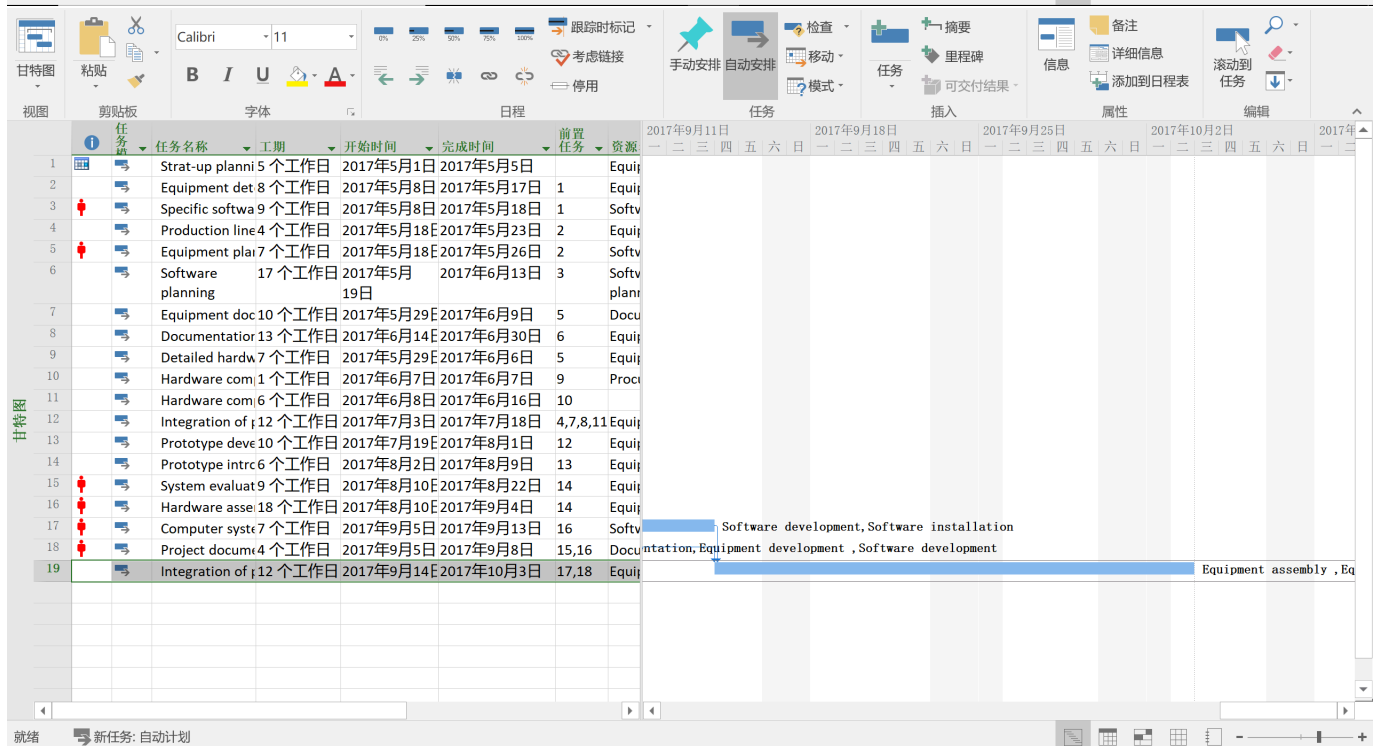 Calibri 11 0% 25% 50% 75% 100% 跟踪时标记 检查 摘要 备注
考虑链接 移动 里程碑 详细信息
甘特图 粘贴 B I U A 停用 手动安排 自动安排 模式 任务 可交付结果 信息 添加到日程表 滚动到任务
视图 剪贴板 字体 日程 任务 插入 属性 编辑
2017年9月11日 2017年9月18日 2017年9月25日 2017年10月2日 2017年
任务模 任务名称 工期 开始时间 完成时间 前置任务 资源 一 二 三 四 五 六 日 一 二 三 四 五 六 日 一 二 三 四 五 六 日 一 二 三 四 五 六 日 一 二
1 Strat-up planni 5 个工作日 2017年5月1日 2017年5月5日 Equip
2 Equipment det 8 个工作日 2017年5月8日 2017年5月17日 1 Equip
3 Specific softwa 9 个工作日 2017年5月8日 2017年5月18日 1 Softw
4 Production line 4 个工作日 2017年5月18日 2017年5月23日 2 Equip
5 Equipment plan 7 个工作日 2017年5月18日 2017年5月26日 2 Softw
6 Software 17 个工作日 2017年5月 2017年6月13日 3 Softw
planning 19日 plann
7 Equipment doc 10 个工作日 2017年5月29日 2017年6月9日 5 Docu
8 Documentation 13 个工作日 2017年6月14日 2017年6月30日 6 Equip
9 Detailed hardw 7 个工作日 2017年5月29日 2017年6月6日 5 Equip
10 Hardware com 1 个工作日 2017年6月7日 2017年6月7日 9 Procu
11 Hardware com 6 个工作日 2017年6月8日 2017年6月16日 10
12 Integration of p 12 个工作日 2017年7月3日 2017年7月18日 4,7,8,11 Equip
13 Prototype deve 10 个工作日 2017年7月19日 2017年8月1日 12 Equip
14 Prototype intro 6 个工作日 2017年8月2日 2017年8月9日 13 Equip
15 System evaluat 9 个工作日 2017年8月10日 2017年8月22日 14 Equip
16 Hardware asse 18 个工作日 2017年8月10日 2017年9月4日 14 Equip
17 Computer syste 7 个工作日 2017年9月5日 2017年9月13日 16 Softw Software development,Software installation
18 Project docume 4 个工作日 2017年9月5日 2017年9月8日 15,16 Docu ntation,Equipment development ,Software development
19 Integration of p 12 个工作日 2017年9月14日 2017年10月3日 17,18 Equip Equipment assembly ,Eq
甘特图
就绪 新任务: 自动计划